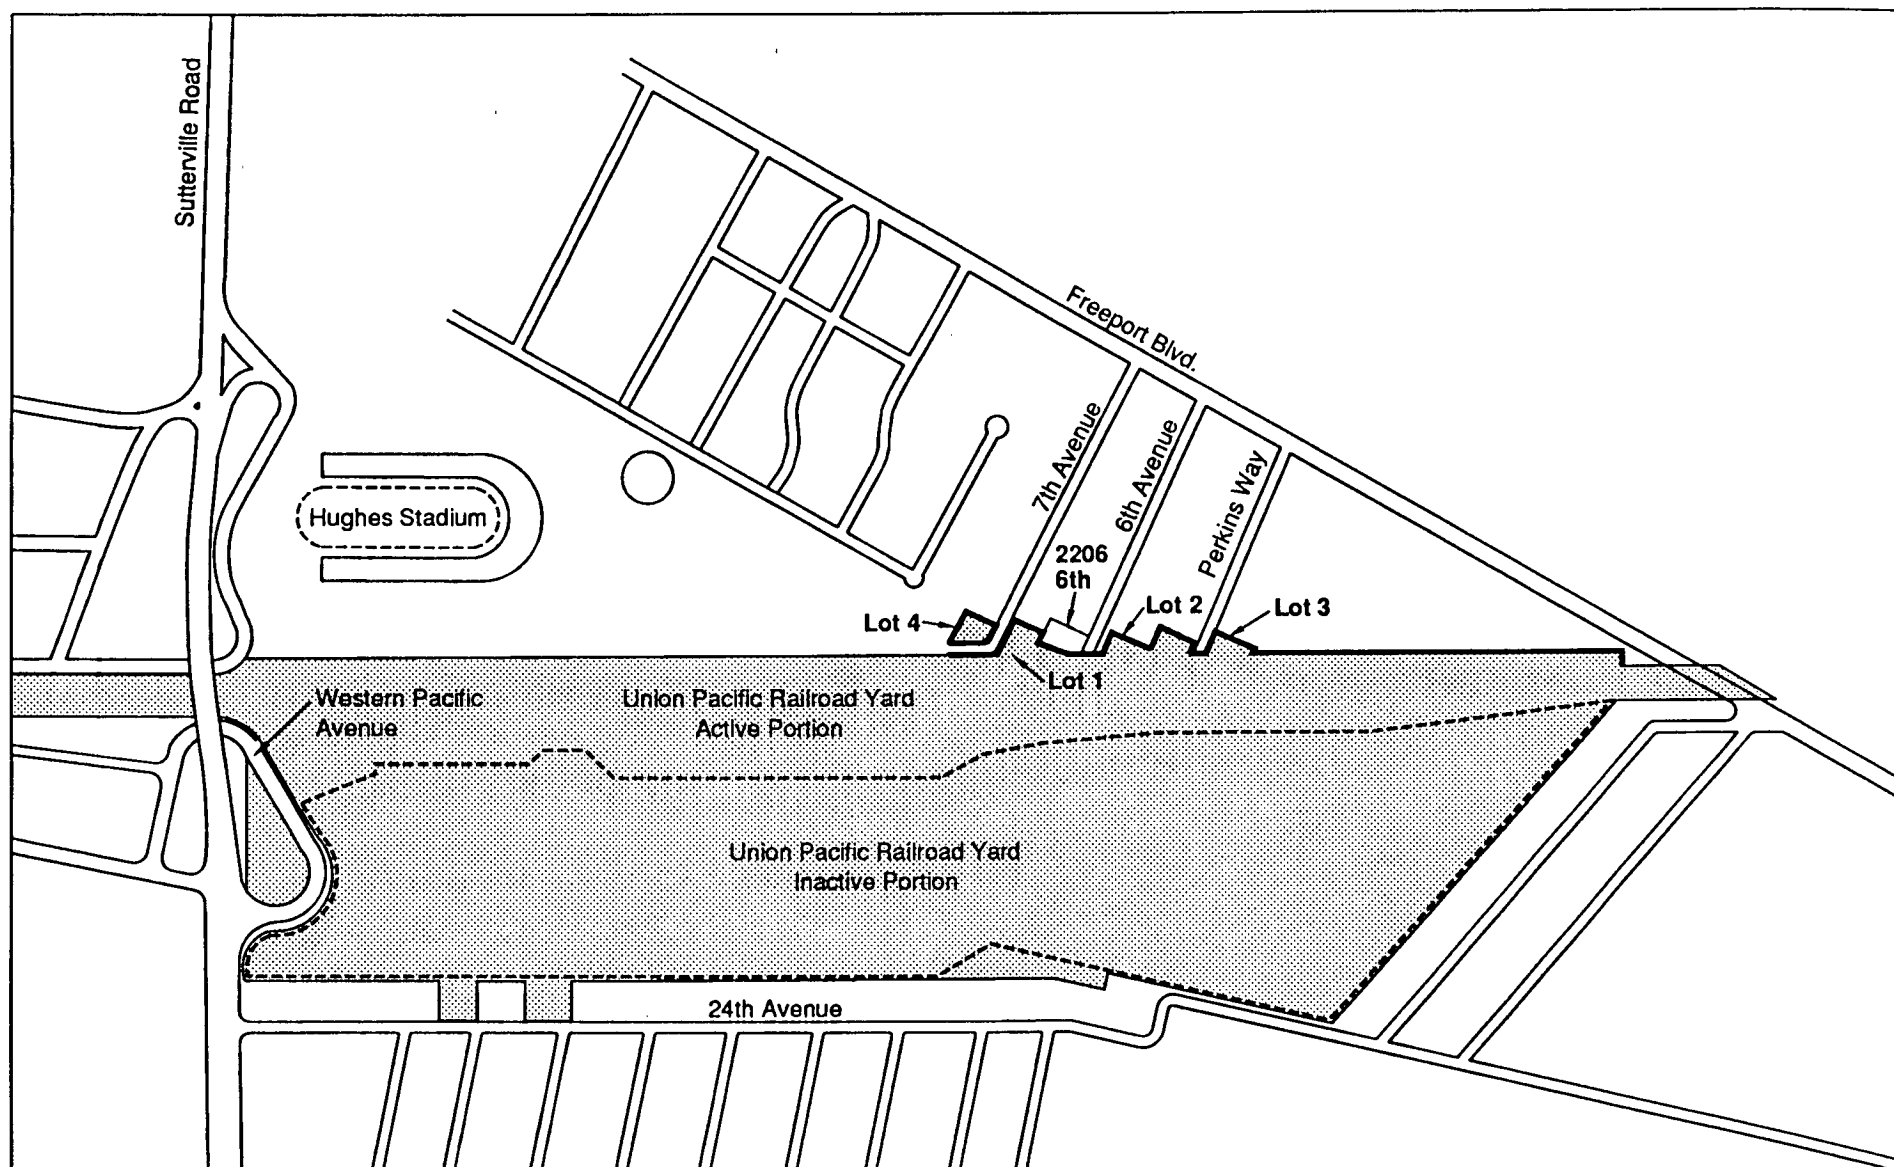 Sutterville Road
Freeport Blvd.
7th Avenue
6th Avenue
Perkins Way
Hughes Stadium
2206
6th
Lot 4
Lot 2
Lot 3
Lot 1
Western Pacific
Avenue
Union Pacific Railroad Yard
Active Portion
Union Pacific Railroad Yard
Inactive Portion
24th Avenue